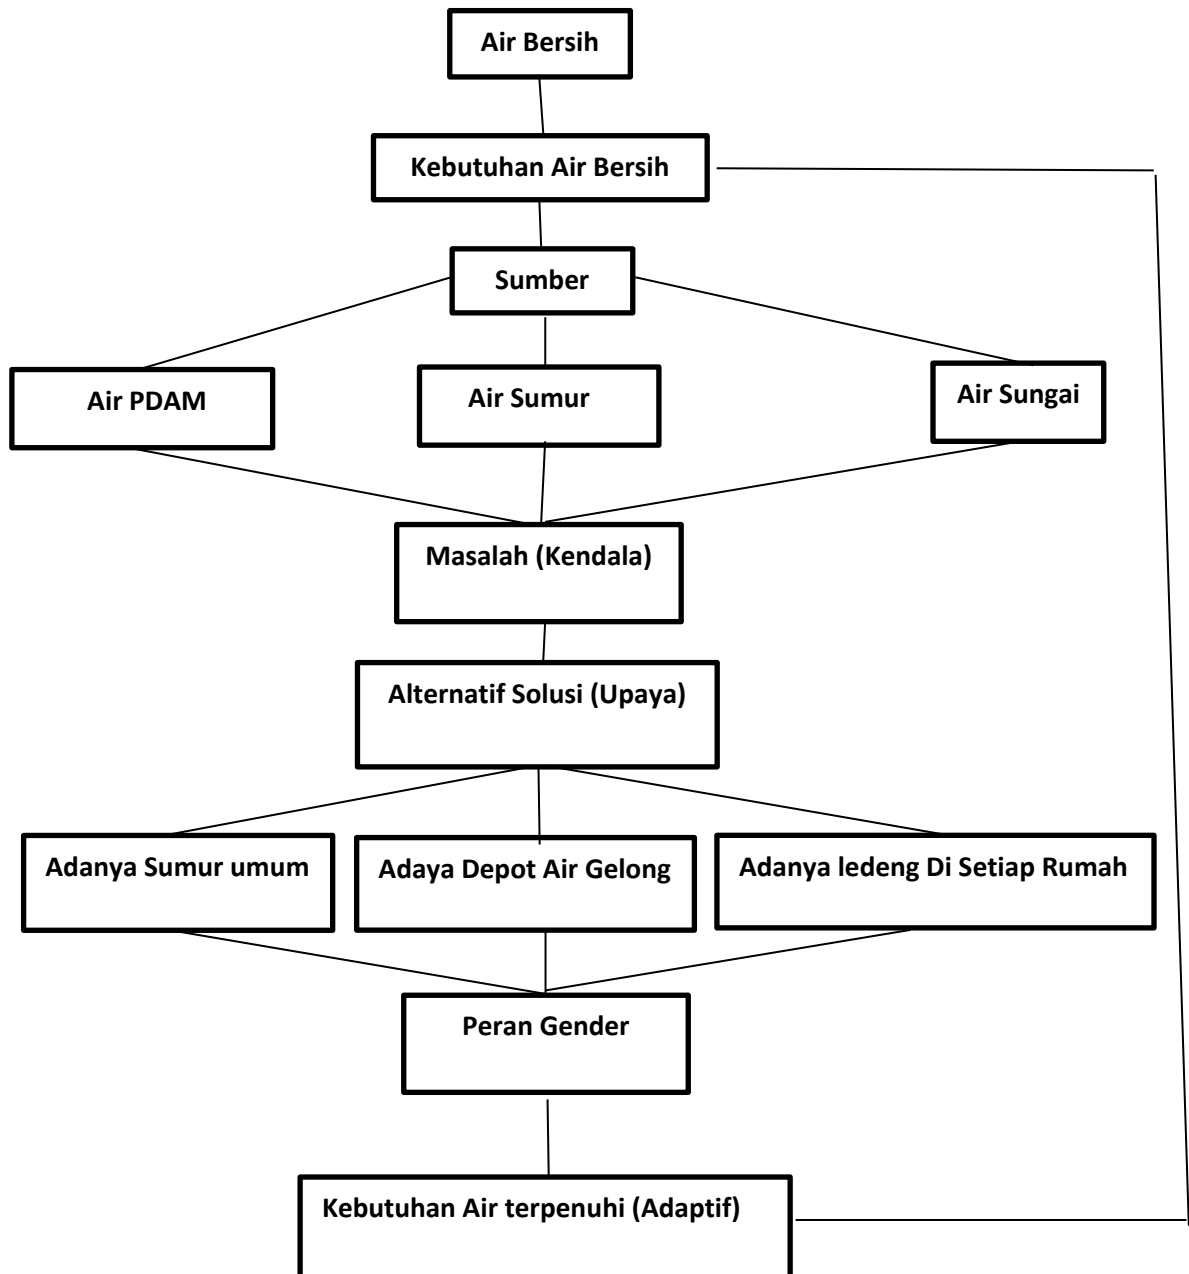 Air Bersih
Kebutuhan Air Bersih
Sumber
Air PDAM
Air Sumur
Air Sungai
Masalah (Kendala)
Alternatif Solusi (Upaya)
Adanya Sumur umum
Adaya Depot Air Gelong
Adanya ledeng Di Setiap Rumah
Peran Gender
Kebutuhan Air terpenuhi (Adaptif)